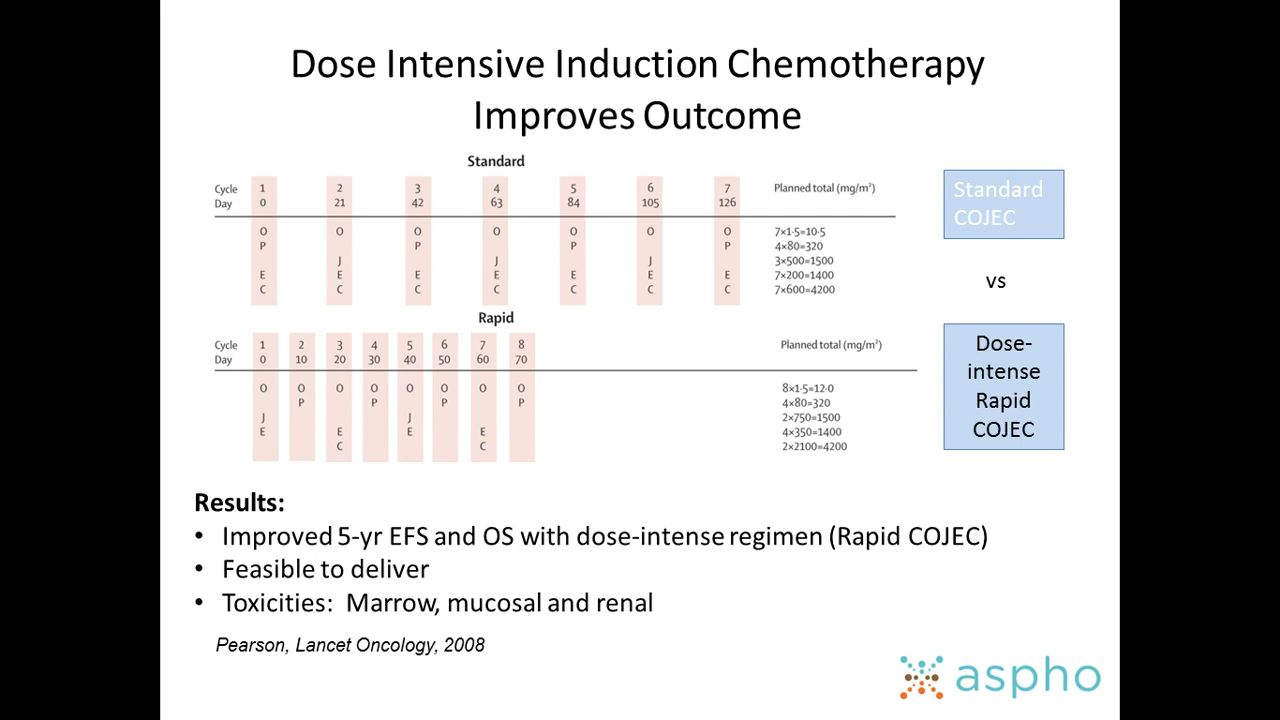 Dose Intensive Induction Chemotherapy
Improves Outcome
Standard
Cycle 1 2 3 4 5 6 7 Planned total (mg/m²)
Day 0 21 42 63 84 105 126
O O O O O O O 7×1·5=10·5
P P P P 4×80=320
J J J 3×500=1500
E E E E E E E 7×200=1400
C C C C C C C 7×600=4200
Standard
COJEC
vs
Rapid
Cycle 1 2 3 4 5 6 7 8 Planned total (mg/m²)
Day 0 10 20 30 40 50 60 70
O O O O O O O O 8×1·5=12·0
P P P P 4×80=320
J J 2×750=1500
E E E E 4×350=1400
C C 2×2100=4200
Dose-
intense
Rapid
COJEC
Results:
• Improved 5-yr EFS and OS with dose-intense regimen (Rapid COJEC)
• Feasible to deliver
• Toxicities: Marrow, mucosal and renal
Pearson, Lancet Oncology, 2008
aspho